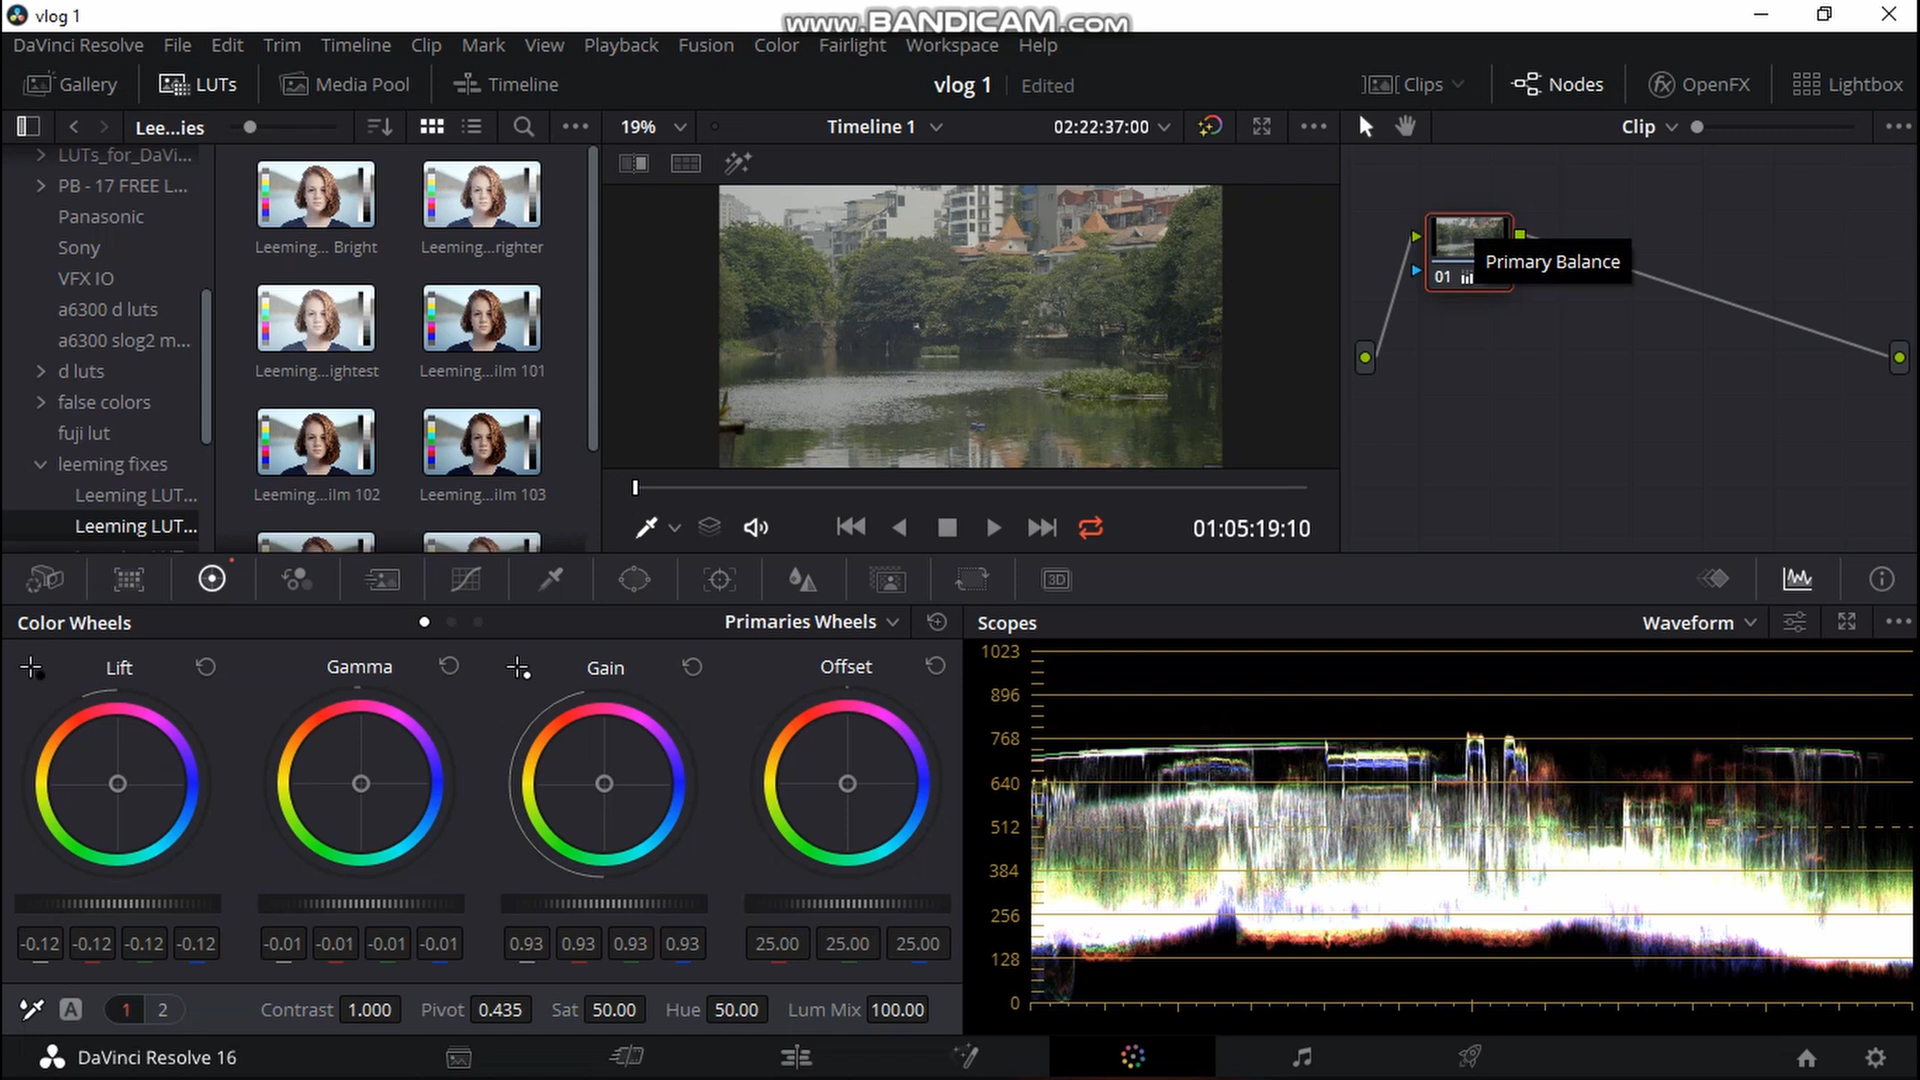 vlog 1
www.BANDICAM.com
DaVinci Resolve File Edit Trim Timeline Clip Mark View Playback Fusion Color Fairlight Workspace Help
Gallery LUTs Media Pool Timeline vlog 1 Edited Clips Nodes fx OpenFX Lightbox
Lee...ies 19% Timeline 1 02:22:37:00 Clip
LUTs_for_DaVi...
PB - 17 FREE L...
Panasonic
Sony
VFX IO
a6300 d luts
a6300 slog2 m...
d luts
false colors
fuji lut
leeming fixes
Leeming LUT...
Leeming LUT...
Leeming... Bright Leeming...righter
Leeming...ightest Leeming...ilm 101
Leeming...ilm 102 Leeming...ilm 103
Primary Balance
01
01:05:19:10
3D
Color Wheels Primaries Wheels Scopes Waveform
Lift Gamma Gain Offset
-0.12 -0.12 -0.12 -0.12 -0.01 -0.01 -0.01 -0.01 0.93 0.93 0.93 0.93 25.00 25.00 25.00
1023
896
768
640
512
384
256
128
0
A 1 2 Contrast 1.000 Pivot 0.435 Sat 50.00 Hue 50.00 Lum Mix 100.00
DaVinci Resolve 16